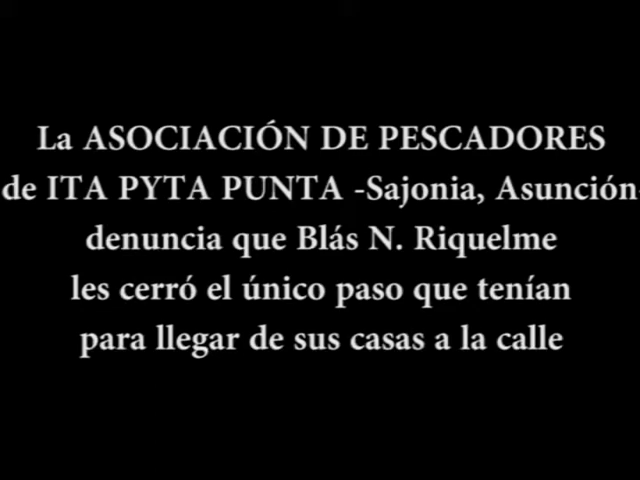 La ASOCIACIÓN DE PESCADORES
de ITA PYTA PUNTA -Sajonia, Asunción-
denuncia que Blás N. Riquelme
les cerró el único paso que tenían
para llegar de sus casas a la calle